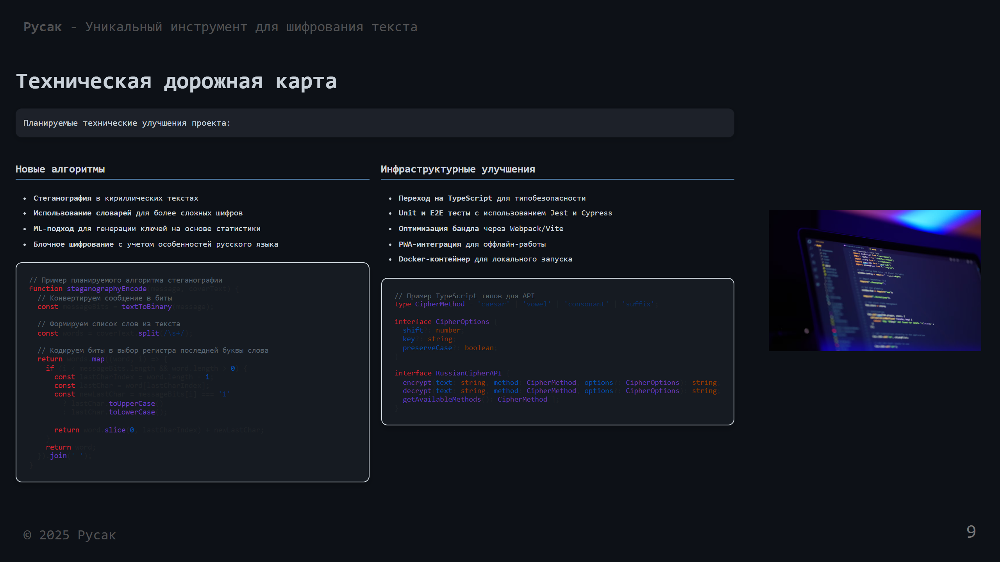 Русак - Уникальный инструмент для шифрования текста
Техническая дорожная карта
Планируемые технические улучшения проекта:
Новые алгоритмы
• Стеганография в кириллических текстах
• Использование словарей для более сложных шифров
• ML-подход для генерации ключей на основе статистики
• Блочное шифрование с учетом особенностей русского языка
// Пример планируемого алгоритма стеганографии
function steganographyEncode(message, coverText) {
  // Конвертируем сообщение в биты
  const messageBits = textToBinary(message);
  // Формируем список слов из текста
  const words = coverText.split(/\s+/);
  // Кодируем биты в выбор регистра последней буквы слова
  return words.map((word, i) => {
    if (i < messageBits.length && word.length > 0) {
      const lastCharIndex = word.length - 1;
      const lastChar = word[lastCharIndex];
      const newLastChar = messageBits[i] === '1'
        ? lastChar.toUpperCase()
        : lastChar.toLowerCase();
      return word.slice(0, lastCharIndex) + newLastChar;
    }
    return word;
  }).join(' ');
}
Инфраструктурные улучшения
• Переход на TypeScript для типобезопасности
• Unit и E2E тесты с использованием Jest и Cypress
• Оптимизация бандла через Webpack/Vite
• PWA-интеграция для оффлайн-работы
• Docker-контейнер для локального запуска
// Пример TypeScript типов для API
type CipherMethod = 'caesar' | 'vowel' | 'consonant' | 'suffix';
interface CipherOptions {
  shift?: number;
  key?: string;
  preserveCase?: boolean;
}
interface RussianCipherAPI {
  encrypt(text: string, method: CipherMethod, options?: CipherOptions): string;
  decrypt(text: string, method: CipherMethod, options?: CipherOptions): string;
  getAvailableMethods(): CipherMethod[];
}
© 2025 Русак
9